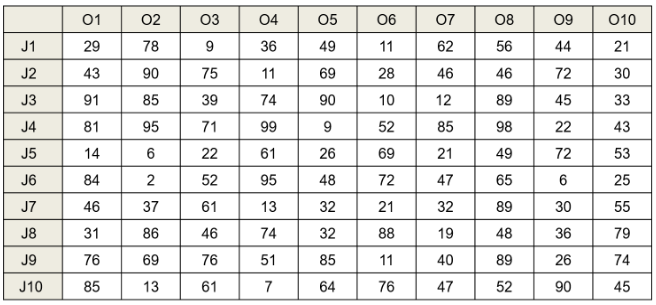 O1 O2 O3 O4 O5 O6 O7 O8 O9 O10
J1 29 78 9 36 49 11 62 56 44 21
J2 43 90 75 11 69 28 46 46 72 30
J3 91 85 39 74 90 10 12 89 45 33
J4 81 95 71 99 9 52 85 98 22 43
J5 14 6 22 61 26 69 21 49 72 53
J6 84 2 52 95 48 72 47 65 6 25
J7 46 37 61 13 32 21 32 89 30 55
J8 31 86 46 74 32 88 19 48 36 79
J9 76 69 76 51 85 11 40 89 26 74
J10 85 13 61 7 64 76 47 52 90 45